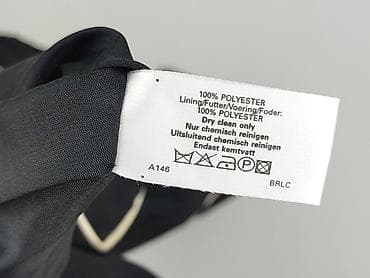 100% POLYESTER
Lining/Futter/Voering/Foder:
100% POLYESTER
Dry clean only
Nur chemisch reinigen
Uitsluitend chemisch reinigen
Endast kemtvätt
P
A146
BRLC